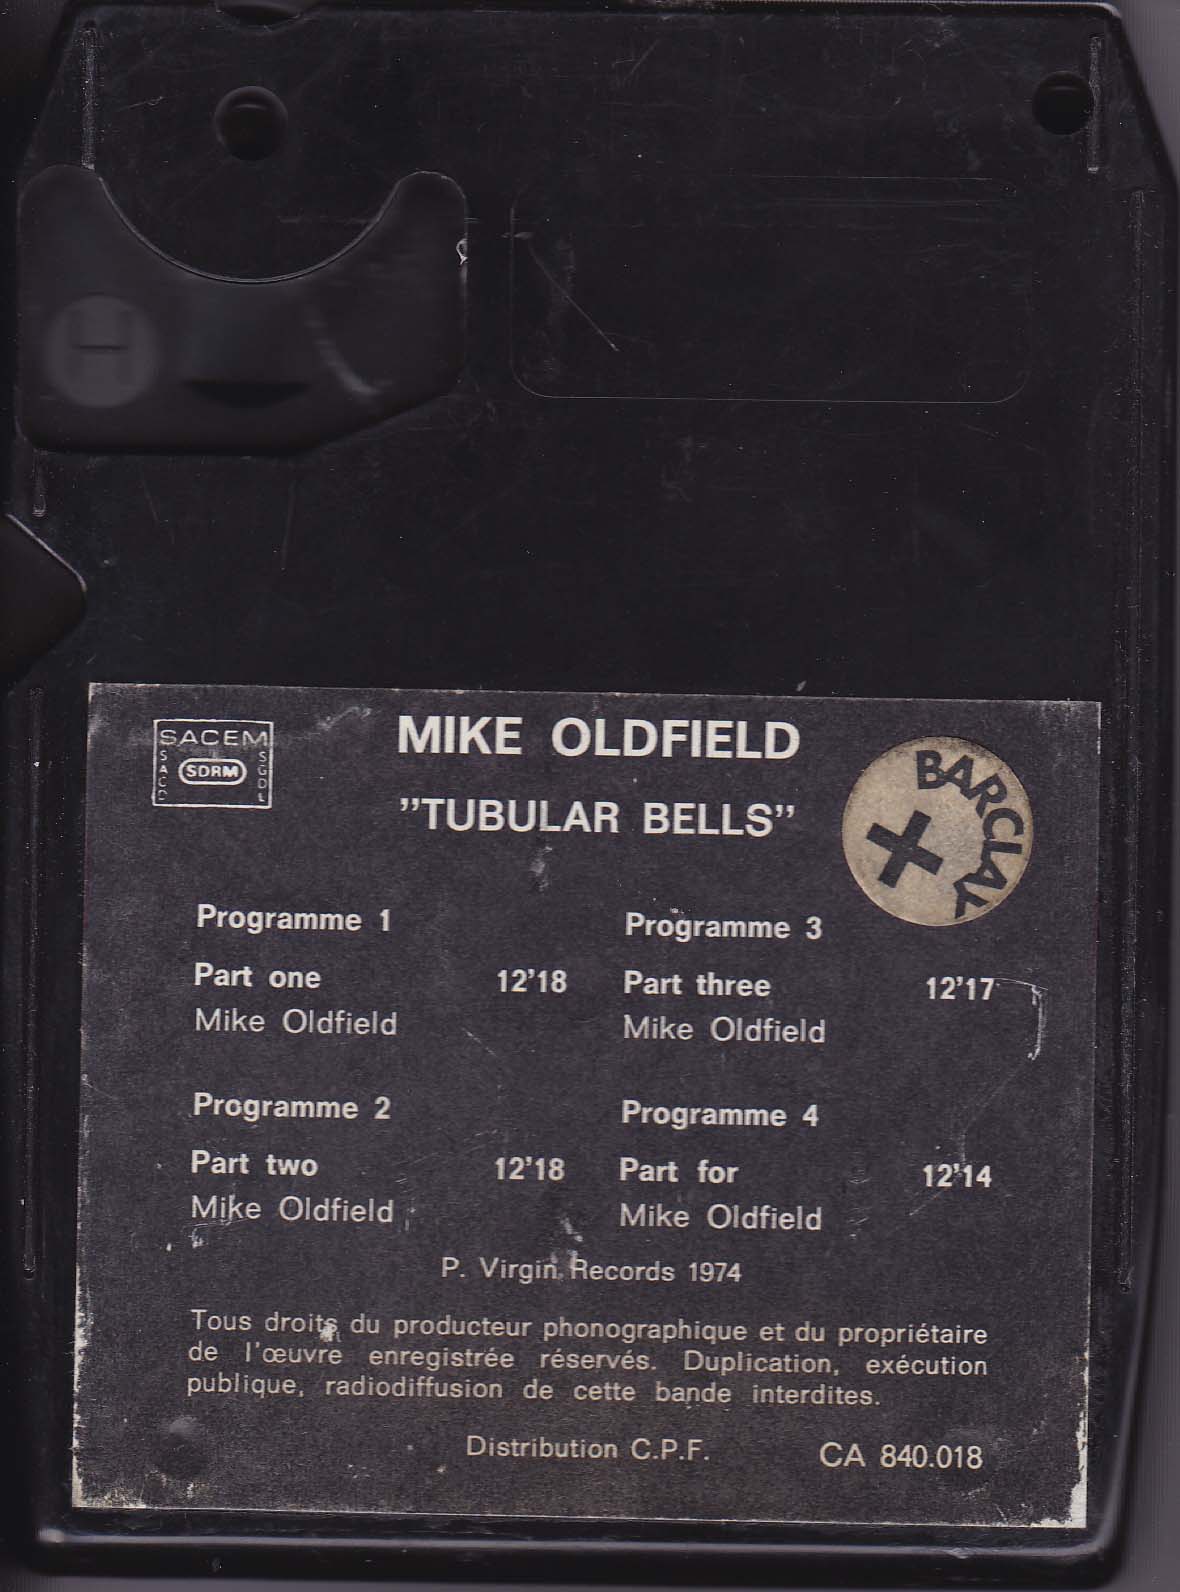 H
SACEM
SACD
SDRM
SGDL
MIKE OLDFIELD
"TUBULAR BELLS"
BARCLAY
Programme 1
Part one 12'18
Mike Oldfield
Programme 2
Part two 12'18
Mike Oldfield
Programme 3
Part three 12'17
Mike Oldfield
Programme 4
Part for 12'14
Mike Oldfield
P. Virgin Records 1974
Tous droits du producteur phonographique et du propriétaire
de l'œuvre enregistrée réservés. Duplication, exécution
publique, radiodiffusion de cette bande interdites.
Distribution C.P.F. CA 840.018